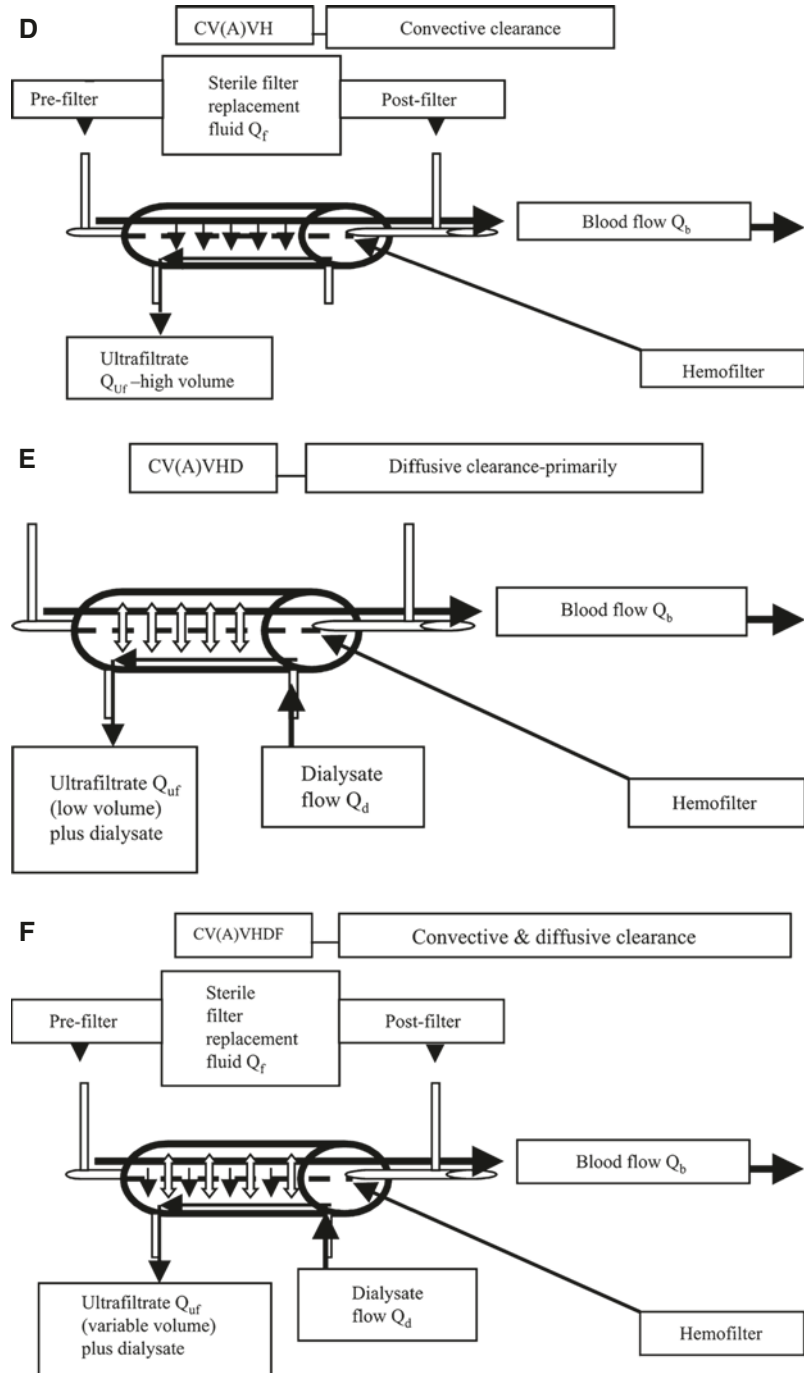 D
CV(A)VH
Convective clearance
Pre-filter
Sterile filter
replacement
fluid Qf
Post-filter
Blood flow Qb
Ultrafiltrate
QUf –high volume
Hemofilter
E
CV(A)VHD
Diffusive clearance-primarily
Blood flow Qb
Ultrafiltrate Quf
(low volume)
plus dialysate
Dialysate
flow Qd
Hemofilter
F
CV(A)VHDF
Convective & diffusive clearance
Pre-filter
Sterile
filter
replacement
fluid Qf
Post-filter
Blood flow Qb
Ultrafiltrate Quf
(variable volume)
plus dialysate
Dialysate
flow Qd
Hemofilter